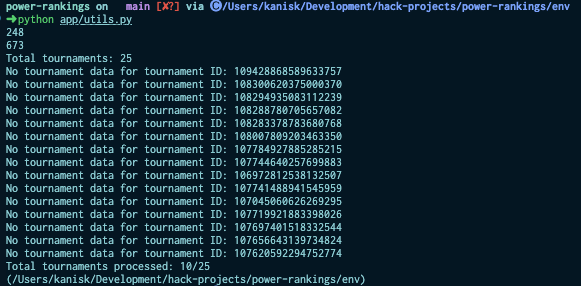 power-rankings on main [✘?] via 🅒/Users/kanisk/Development/hack-projects/power-rankings/env
➜python app/utils.py
248
673
Total tournaments: 25
No tournament data for tournament ID: 109428868589633757
No tournament data for tournament ID: 108300620375000370
No tournament data for tournament ID: 108294935083112239
No tournament data for tournament ID: 108288780705657082
No tournament data for tournament ID: 108283378783680768
No tournament data for tournament ID: 108007809203463350
No tournament data for tournament ID: 107784927885285215
No tournament data for tournament ID: 107744640257699883
No tournament data for tournament ID: 106972812538132507
No tournament data for tournament ID: 107741488941545959
No tournament data for tournament ID: 107045060626269295
No tournament data for tournament ID: 107719921883398026
No tournament data for tournament ID: 107697401518332544
No tournament data for tournament ID: 107656643139734824
No tournament data for tournament ID: 107620592294752774
Total tournaments processed: 10/25
(/Users/kanisk/Development/hack-projects/power-rankings/env)